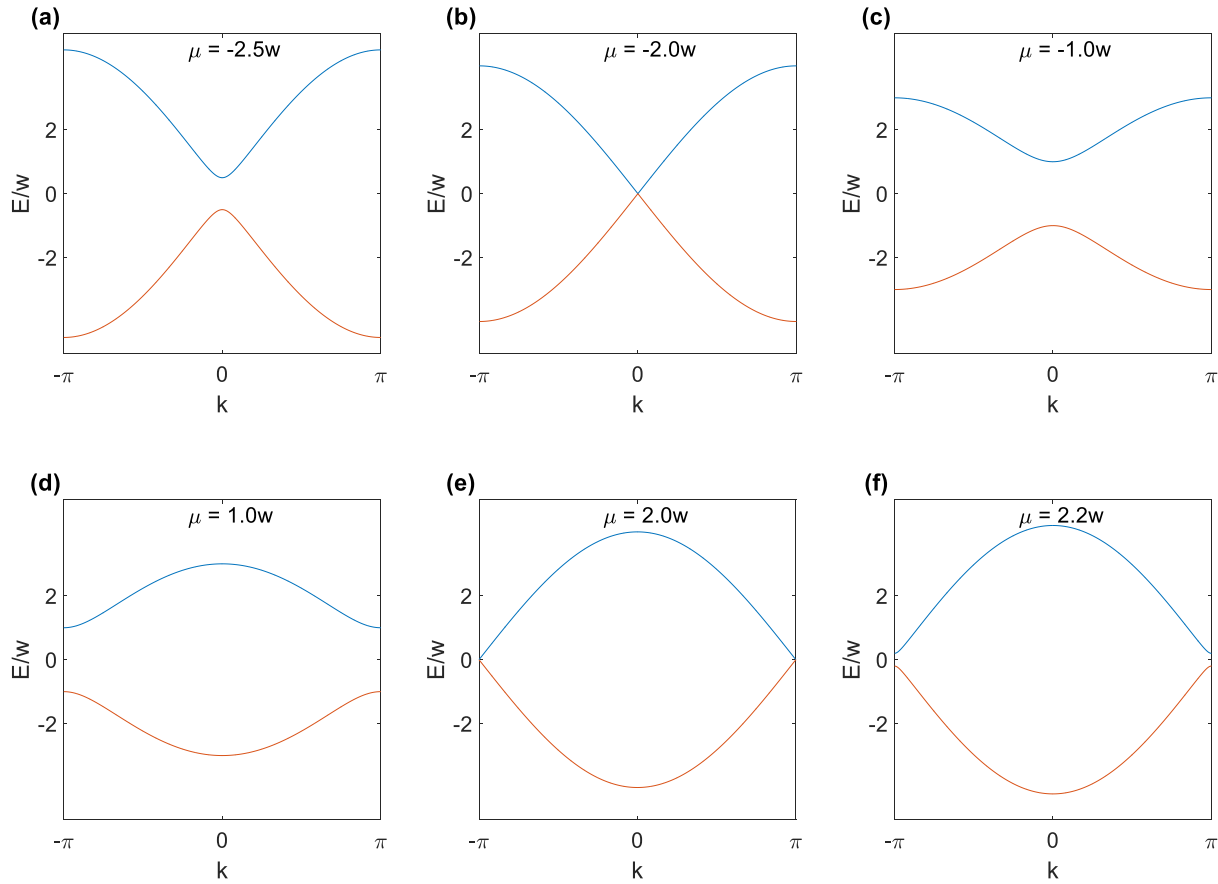 (a)
μ = -2.5w
2
0
-2
E/w
-π
0
π
k
(b)
μ = -2.0w
2
0
-2
E/w
-π
0
π
k
(c)
μ = -1.0w
2
0
-2
E/w
-π
0
π
k
(d)
μ = 1.0w
2
0
-2
E/w
-π
0
π
k
(e)
μ = 2.0w
2
0
-2
E/w
-π
0
π
k
(f)
μ = 2.2w
2
0
-2
E/w
-π
0
π
k